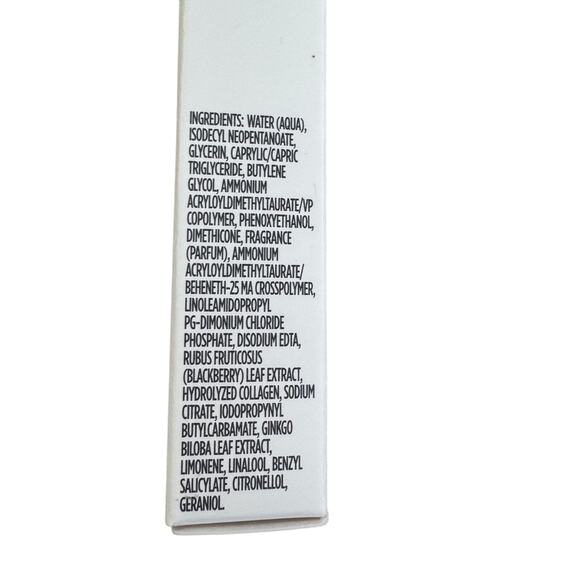 INGREDIENTS: WATER (AQUA),
ISODECYL NEOPENTANOATE,
GLYCERIN, CAPRYLIC/CAPRIC
TRIGLYCERIDE, BUTYLENE
GLYCOL, AMMONIUM
ACRYLOYLDIMETHYLTAURATE/VP
COPOLYMER, PHENOXYETHANOL,
DIMETHICONE, FRAGRANCE
(PARFUM), AMMONIUM
ACRYLOYLDIMETHYLTAURATE/
BEHENETH-25 MA CROSSPOLYMER,
LINOLEAMIDOPROPYL
PG-DIMONIUM CHLORIDE
PHOSPHATE, DISODIUM EDTA,
RUBUS FRUTICOSUS
(BLACKBERRY) LEAF EXTRACT,
HYDROLYZED COLLAGEN, SODIUM
CITRATE, IODOPROPYNYL
BUTYLCARBAMATE, GINKGO
BILOBA LEAF EXTRACT,
LIMONENE, LINALOOL, BENZYL
SALICYLATE, CITRONELLOL,
GERANIOL.